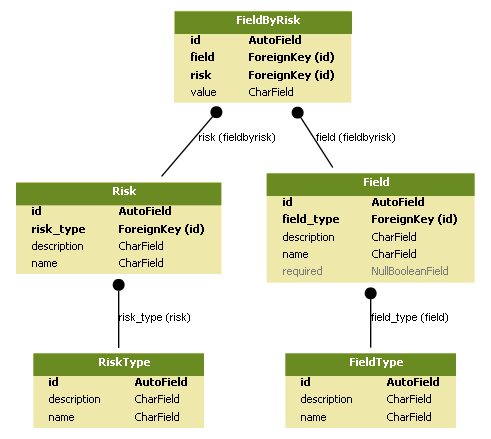 FieldByRisk
id AutoField
field ForeignKey (id)
risk ForeignKey (id)
value CharField
risk (fieldbyrisk)
field (fieldbyrisk)
Risk
id AutoField
risk_type ForeignKey (id)
description CharField
name CharField
Field
id AutoField
field_type ForeignKey (id)
description CharField
name CharField
required NullBooleanField
risk_type (risk)
field_type (field)
RiskType
id AutoField
description CharField
name CharField
FieldType
id AutoField
description CharField
name CharField